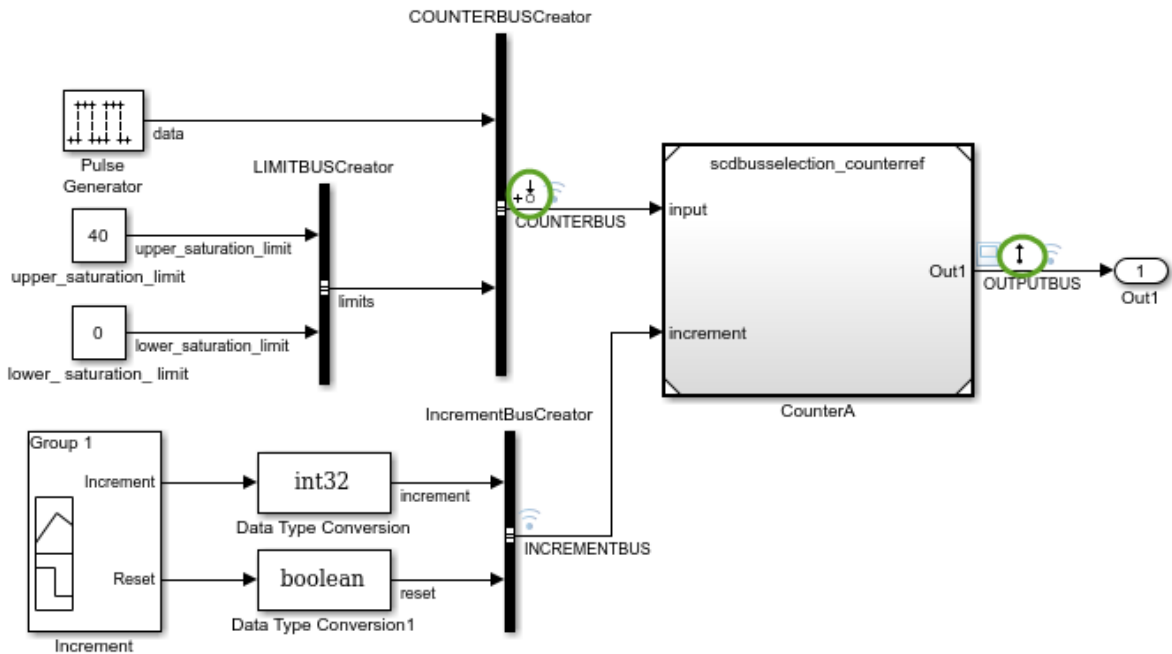 COUNTERBUSCreator
data
Pulse
Generator
LIMITBUSCreator
40
upper_saturation_limit
upper_saturation_limit
limits
0
lower_saturation_limit
lower_ saturation_ limit
COUNTERBUS
scdbusselection_counterref
input
increment
Out1
CounterA
OUTPUTBUS
1
Out1
IncrementBusCreator
Group 1
Increment
Reset
Increment
int32
increment
Data Type Conversion
boolean
reset
Data Type Conversion1
INCREMENTBUS